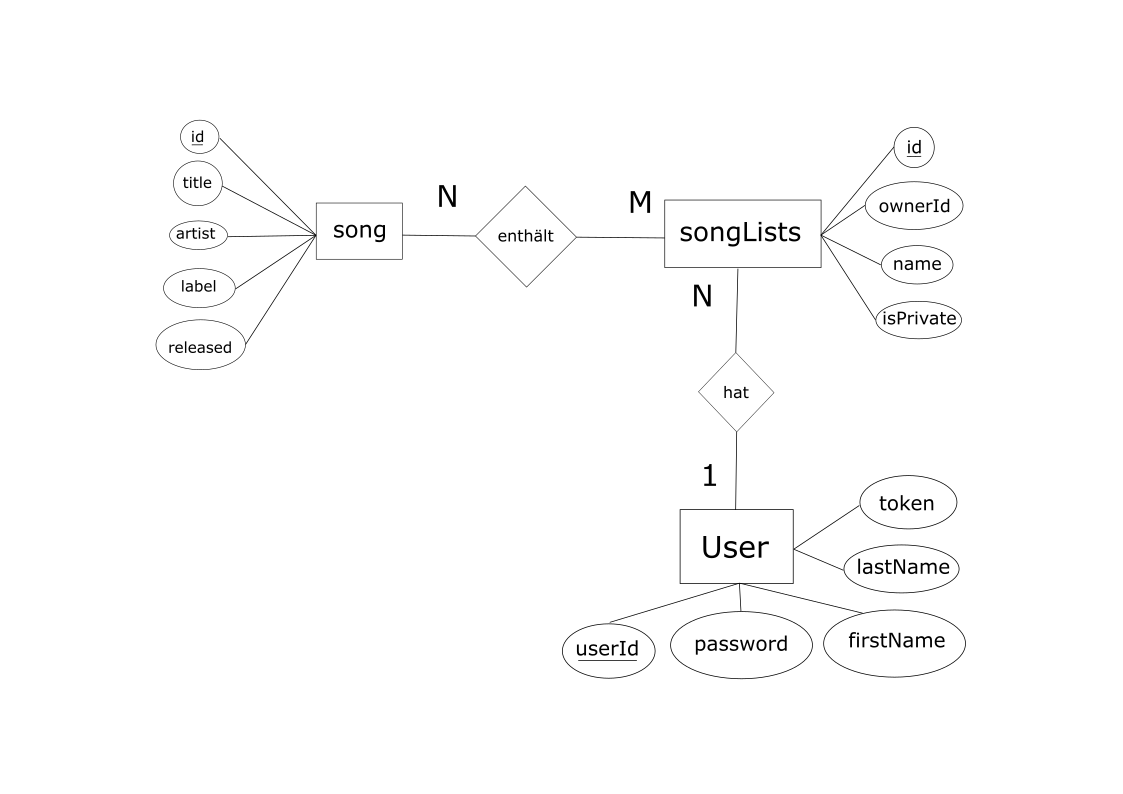 id
title
artist
label
released
song
N
enthält
M
songLists
id
ownerId
name
isPrivate
N
hat
1
User
token
lastName
userId
password
firstName